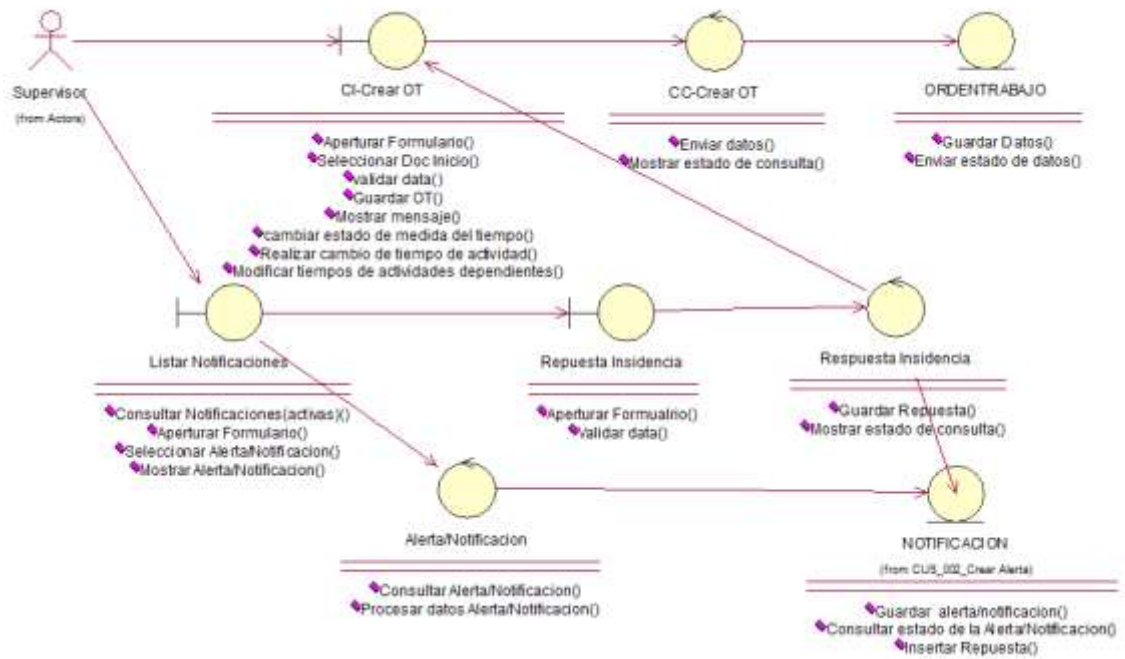 Supervisor
(from Actors)
CI-Crear OT
Aperturar Formulario()
Seleccionar Doc Inicio()
validar data()
Guardar OT()
Mostrar mensaje()
cambiar estado de medida del tiempo()
Realizar cambio de tiempo de actividad()
Modificar tiempos de actividades dependientes()
CC-Crear OT
Enviar datos()
Mostrar estado de consulta()
ORDENTRABAJO
Guardar Datos()
Enviar estado de datos()
Listar Notificaciones
Consultar Notificaciones(activas)()
Aperturar Formulario()
Seleccionar Alerta/Notificacion()
Mostrar Alerta/Notificacion()
Repuesta Insidencia
Aperturar Formualrio()
Validar data()
Respuesta Insidencia
Guardar Repuesta()
Mostrar estado de consulta()
Alerta/Notificacion
Consultar Alerta/Notificacion()
Procesar datos Alerta/Notificacion()
NOTIFICACION
(from CUS_002_Crear Alerta)
Guardar alerta/notificacion()
Consultar estado de la Alerta/Notificacion()
Insertar Repuesta()